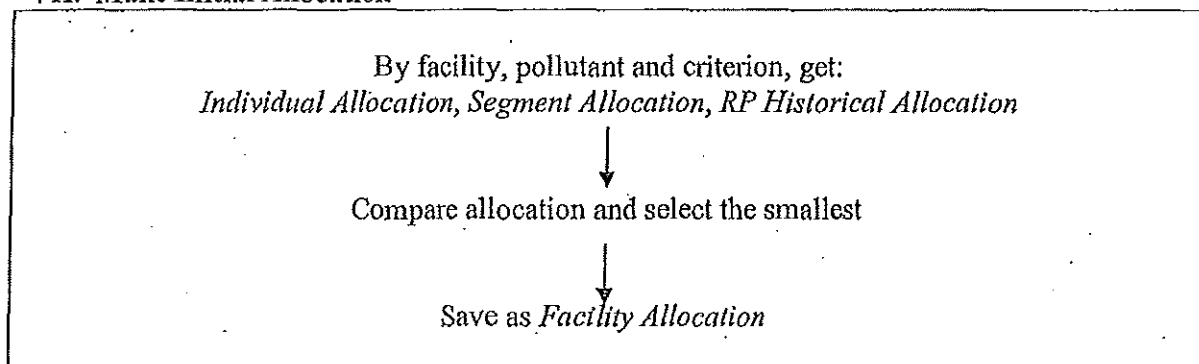 By facility, pollutant and criterion, get:
Individual Allocation, Segment Allocation, RP Historical Allocation
Compare allocation and select the smallest
Save as Facility Allocation